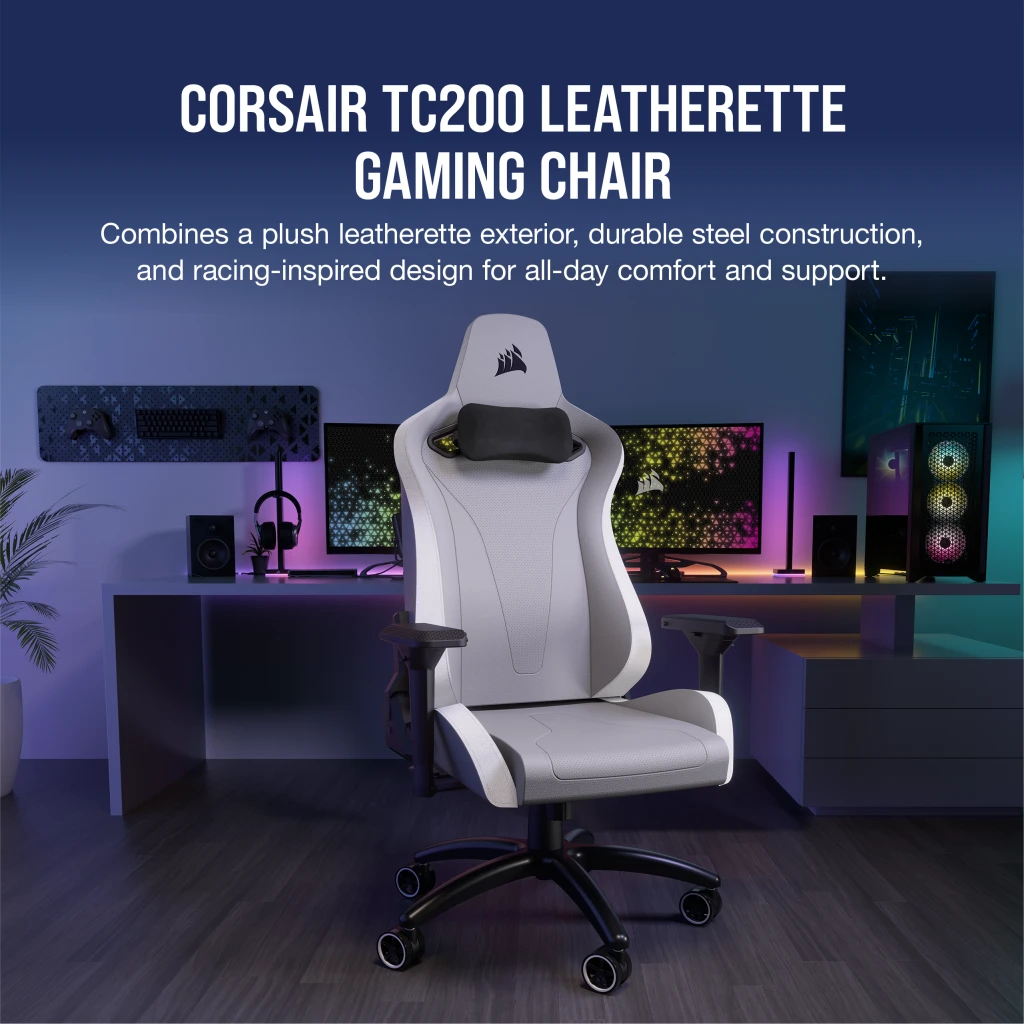 CORSAIR TC200 LEATHERETTE
GAMING CHAIR
Combines a plush leatherette exterior, durable steel construction,
and racing-inspired design for all-day comfort and support.